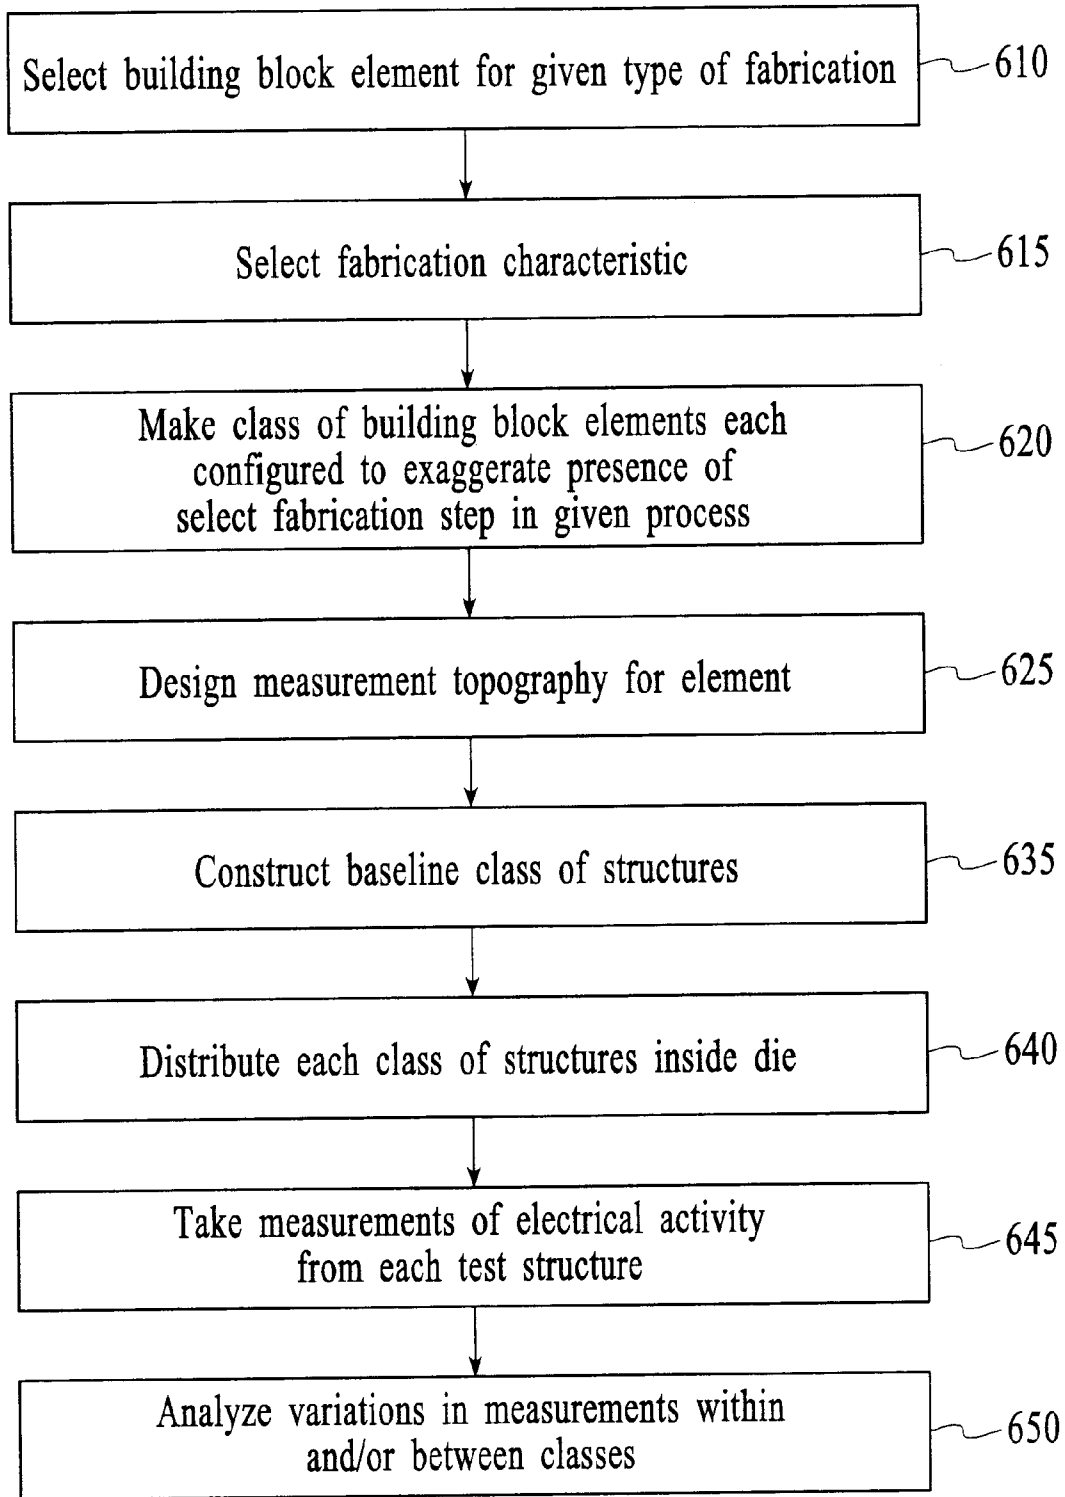 Select building block element for given type of fabrication
610
Select fabrication characteristic
615
Make class of building block elements each
configured to exaggerate presence of
select fabrication step in given process
620
Design measurement topography for element
625
Construct baseline class of structures
635
Distribute each class of structures inside die
640
Take measurements of electrical activity
from each test structure
645
Analyze variations in measurements within
and/or between classes
650